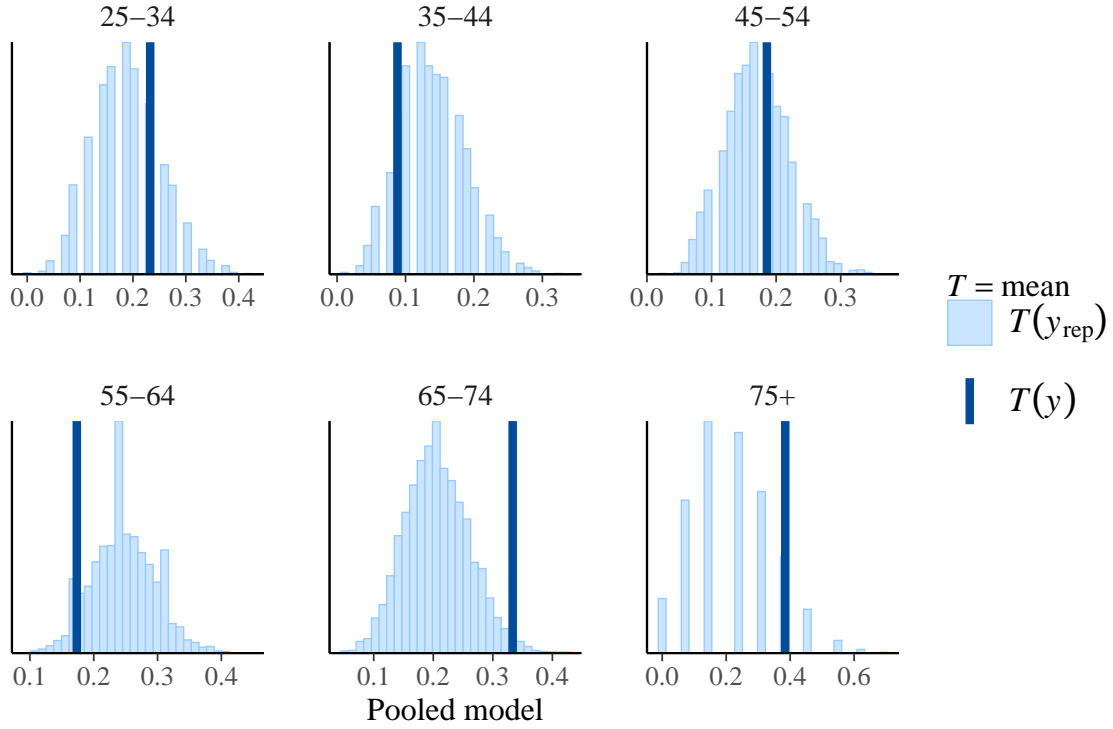 25–34
35–44
45–54
0.0 0.1 0.2 0.3 0.4
0.0 0.1 0.2 0.3
0.0 0.1 0.2 0.3
55–64
65–74
75+
0.1 0.2 0.3 0.4
0.1 0.2 0.3 0.4
0.0 0.2 0.4 0.6
Pooled model
T = mean
T(yrep)
T(y)